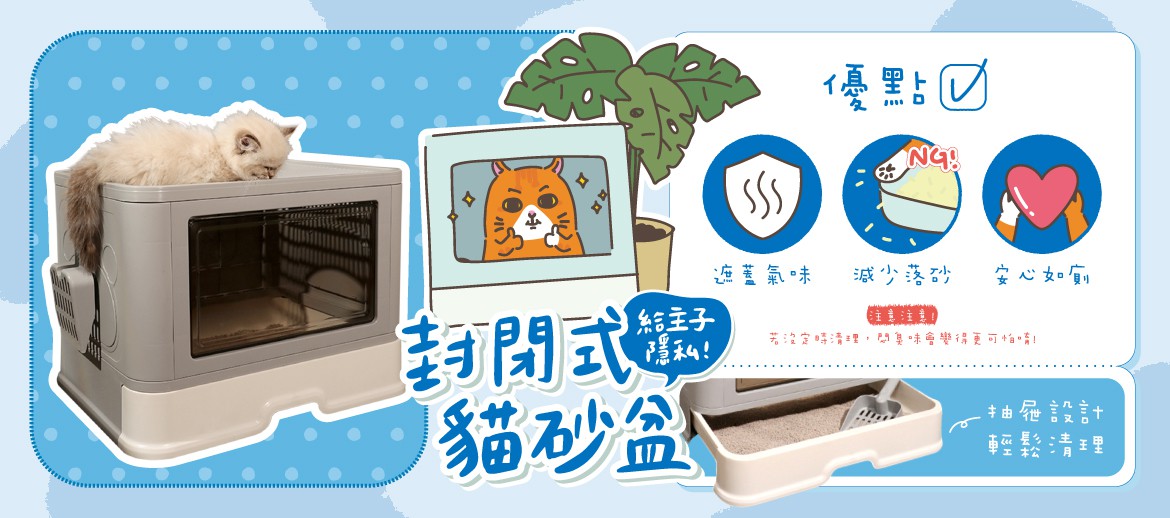 封閉式
貓砂盆
給主子
隱私!
優點
NG!
遮蓋氣味
減少落砂
安心如廁
注意注意!
若沒定時清理,悶臭味會變得更可怕唷!
抽屜設計
輕鬆清理